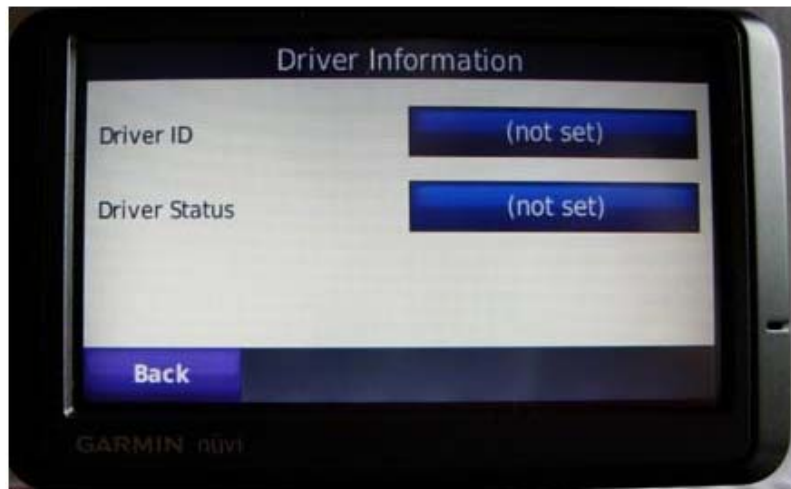 Driver Information
Driver ID (not set)
Driver Status (not set)
Back
GARMIN nüvi